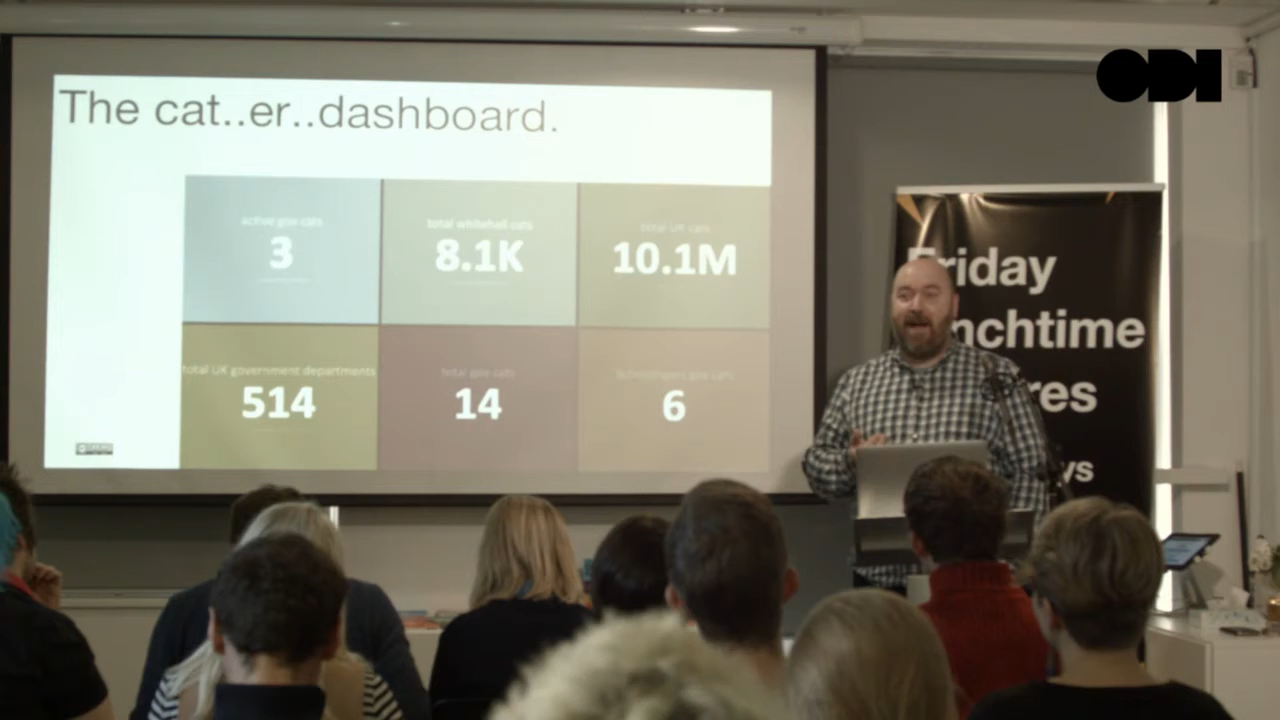 ODI
The cat..er..dashboard.
active gov cats
3
total whitehall cats
8.1K
total UK cats
10.1M
total UK government departments
514
total gov cats
14
Schrodingers gov cats
6
Friday
nchtime
res
ys